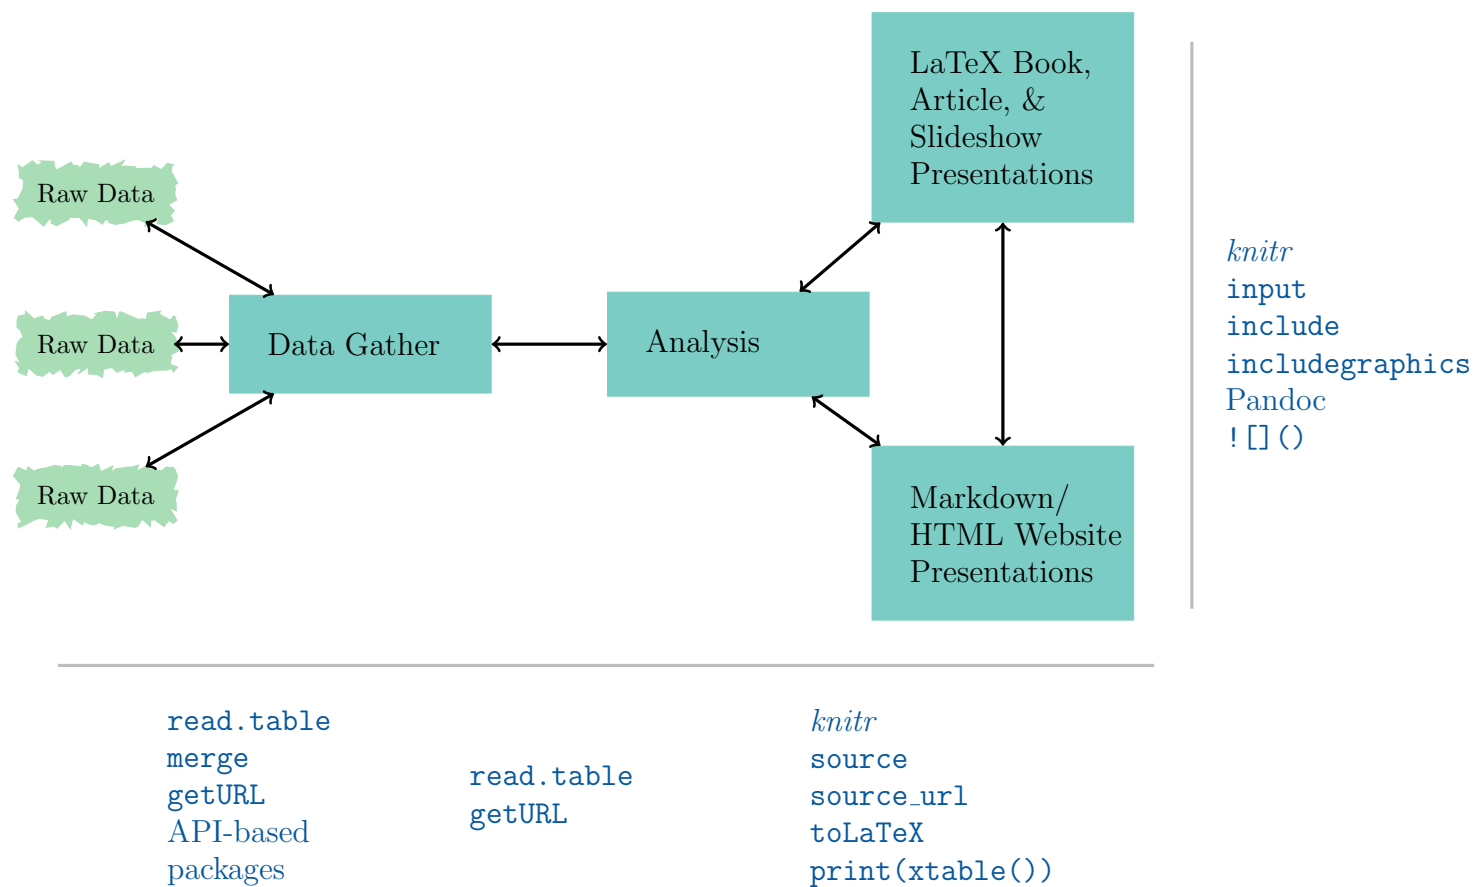 LaTeX Book,
Article, &
Slideshow
Presentations
Raw Data
Raw Data
Raw Data
Data Gather
Analysis
Markdown/
HTML Website
Presentations
knitr
input
include
includegraphics
Pandoc
![]()
read.table
merge
getURL
API-based
packages
read.table
getURL
knitr
source
source_url
toLaTeX
print(xtable())